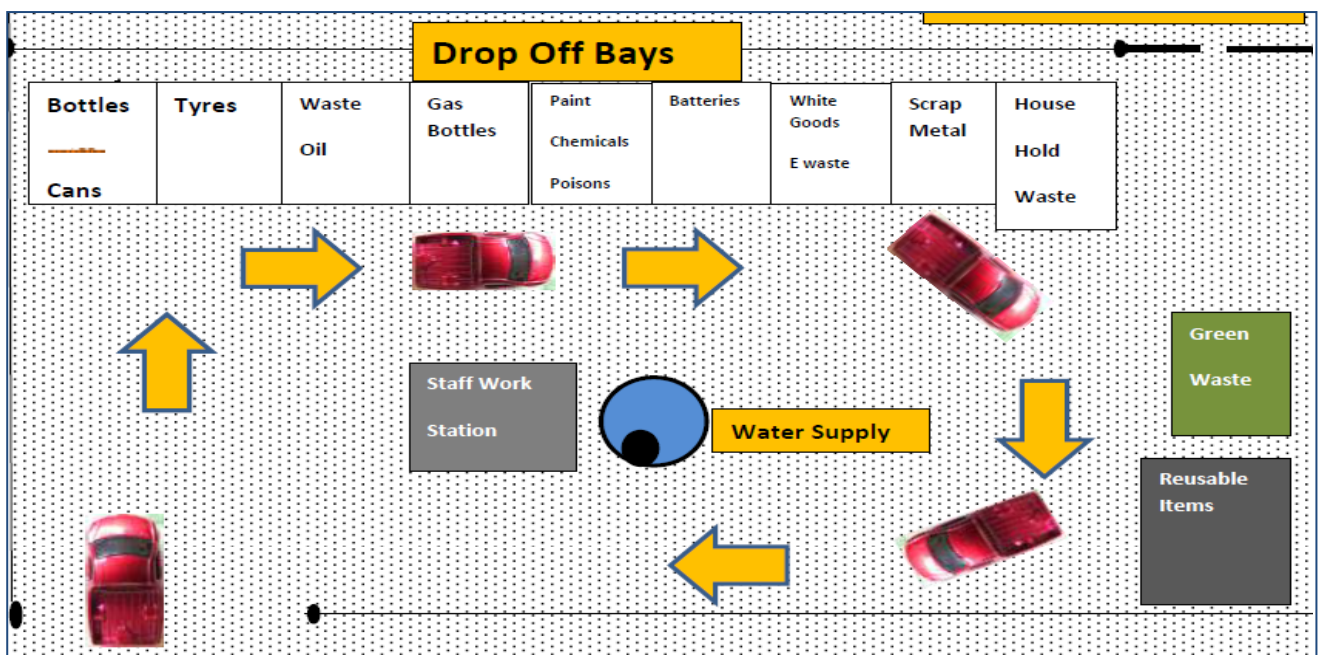 Drop Off Bays
Bottles
Cans
Tyres
Waste
Oil
Gas
Bottles
Paint
Chemicals
Poisons
Batteries
White
Goods
E waste
Scrap
Metal
House
Hold
Waste
Staff Work
Station
Water Supply
Green
Waste
Reusable
Items